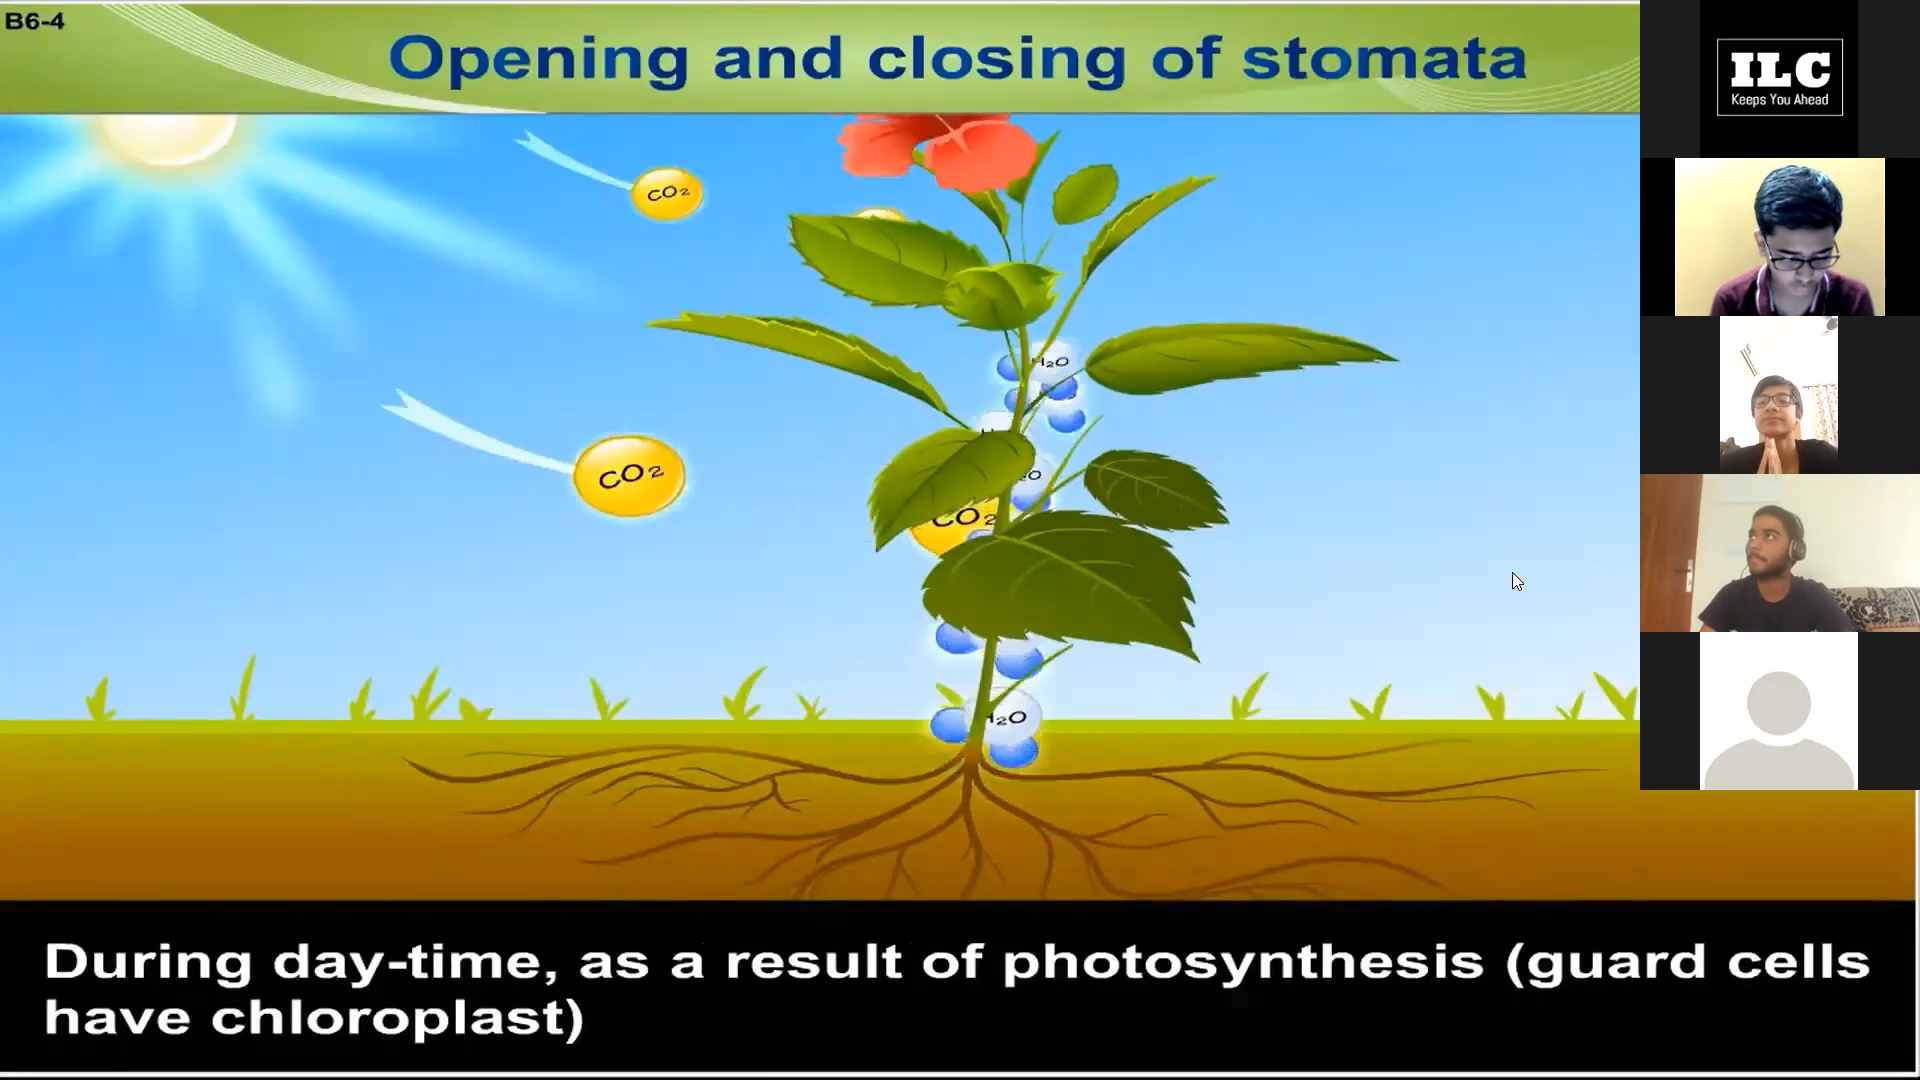 B6-4
Opening and closing of stomata
ILC
Keeps You Ahead
CO₂
H₂O
CO₂
CO₂
H₂O
During day-time, as a result of photosynthesis (guard cells
have chloroplast)